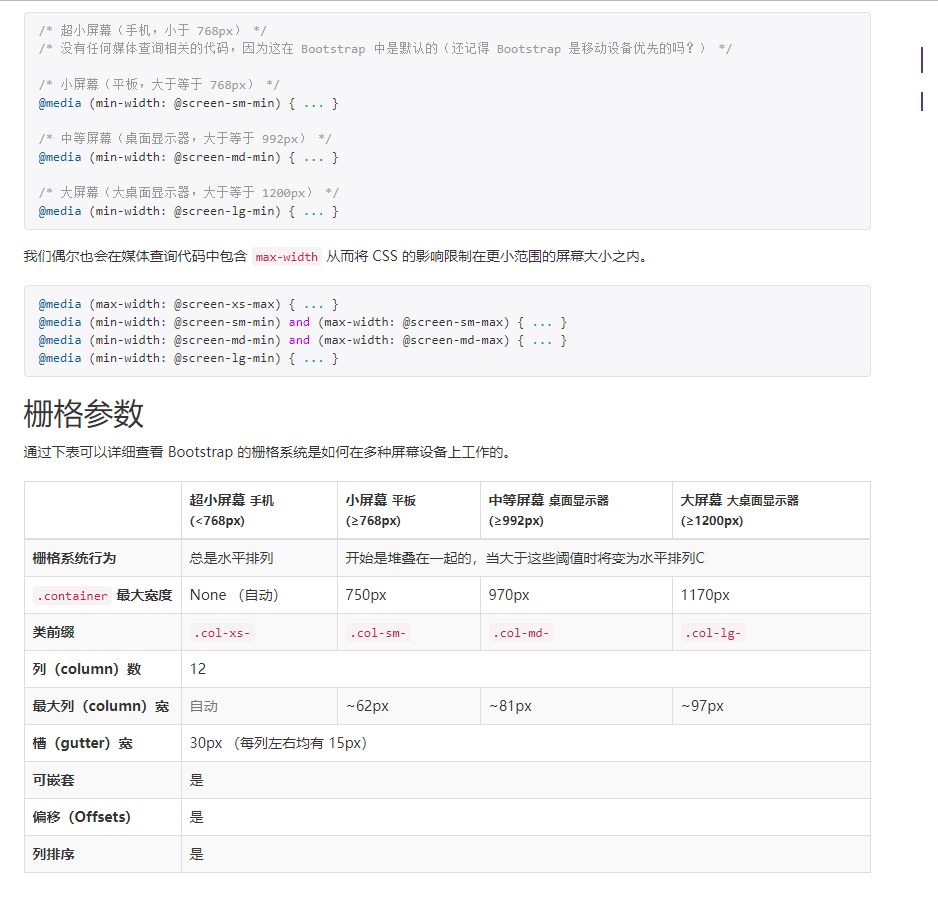 /* 超小屏幕（手机，小于 768px） */
/* 没有任何媒体查询相关的代码，因为这在 Bootstrap 中是默认的（还记得 Bootstrap 是移动设备优先的吗？） */
/* 小屏幕（平板，大于等于 768px） */
@media (min-width: @screen-sm-min) { ... }
/* 中等屏幕（桌面显示器，大于等于 992px） */
@media (min-width: @screen-md-min) { ... }
/* 大屏幕（大桌面显示器，大于等于 1200px） */
@media (min-width: @screen-lg-min) { ... }
我们偶尔也会在媒体查询代码中包含 max-width 从而将 CSS 的影响限制在更小范围的屏幕大小之内。
@media (max-width: @screen-xs-max) { ... }
@media (min-width: @screen-sm-min) and (max-width: @screen-sm-max) { ... }
@media (min-width: @screen-md-min) and (max-width: @screen-md-max) { ... }
@media (min-width: @screen-lg-min) { ... }
栅格参数
通过下表可以详细查看 Bootstrap 的栅格系统是如何在多种屏幕设备上工作的。
超小屏幕 手机 小屏幕 平板 中等屏幕 桌面显示器 大屏幕 大桌面显示器
(<768px) (≥768px) (≥992px) (≥1200px)
栅格系统行为 总是水平排列 开始是堆叠在一起的，当大于这些阈值时将变为水平排列C
.container 最大宽度 None （自动） 750px 970px 1170px
类前缀 .col-xs- .col-sm- .col-md- .col-lg-
列（column）数 12
最大列（column）宽 自动 ~62px ~81px ~97px
槽（gutter）宽 30px （每列左右均有 15px）
可嵌套 是
偏移（Offsets） 是
列排序 是